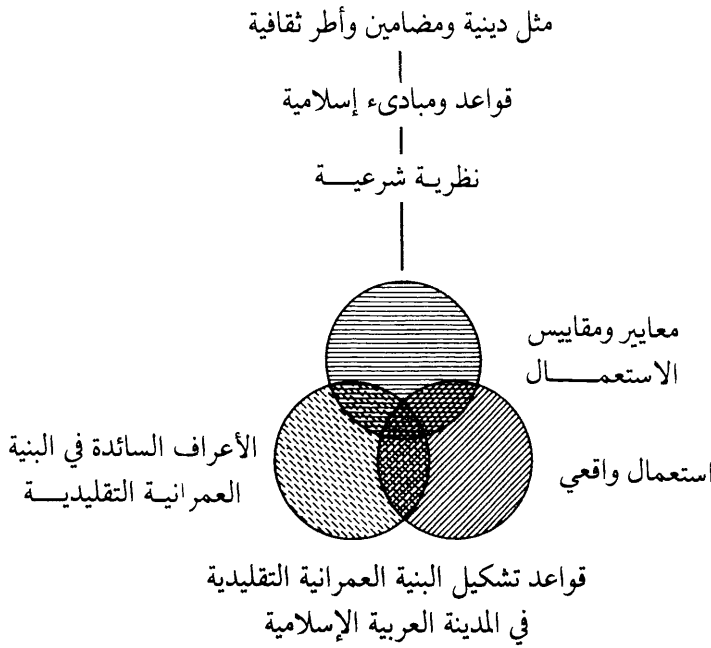 مثل دينية ومضامين وأطر ثقافية
قواعد ومبادىء إسلامية
نظرية شرعيـــة
معايير ومقاييس
الاستعمـــــال
الأعراف السائدة في البنية
العمرانية التقليديـــة
استعمال واقعي
قواعد تشكيل البنية العمرانية التقليدية
في المدينة العربية الإسلامية